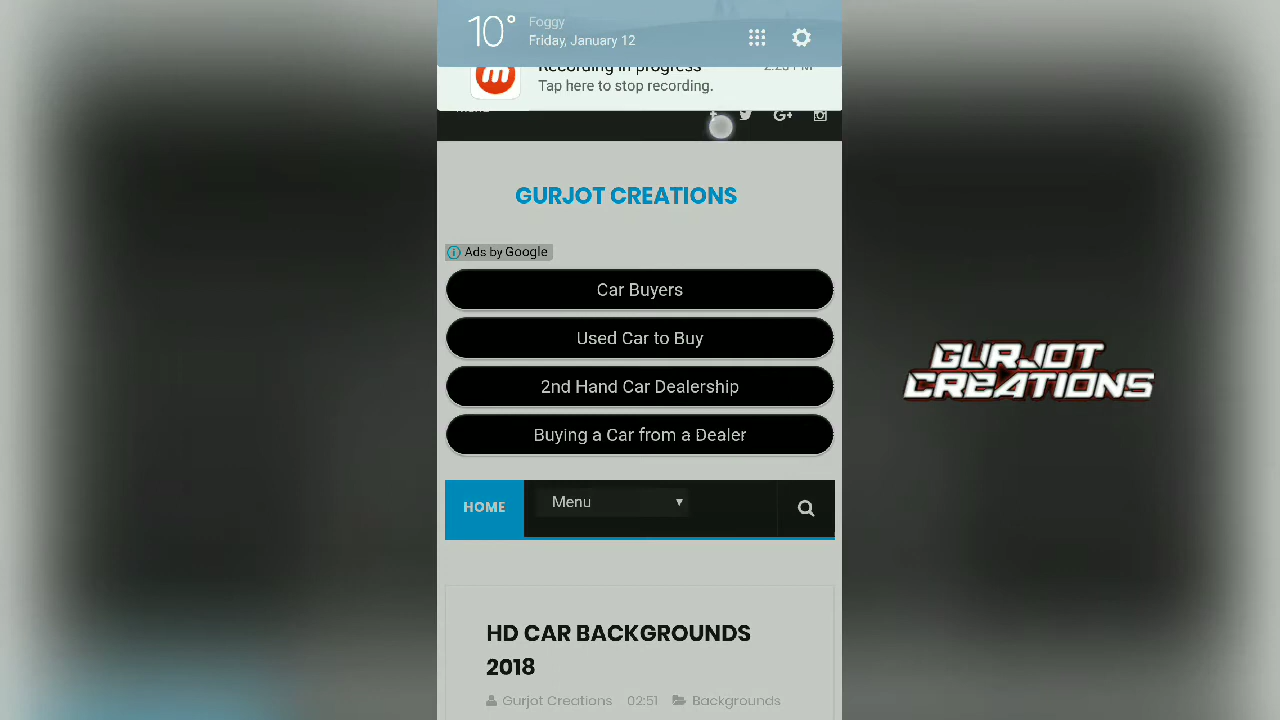 10° Foggy
Friday, January 12
Recording in progress
Tap here to stop recording.
GURJOT CREATIONS
Ads by Google
Car Buyers
Used Car to Buy
2nd Hand Car Dealership
Buying a Car from a Dealer
HOME Menu
HD CAR BACKGROUNDS
2018
Gurjot Creations 02:51 Backgrounds
GURJOT
CREATIONS